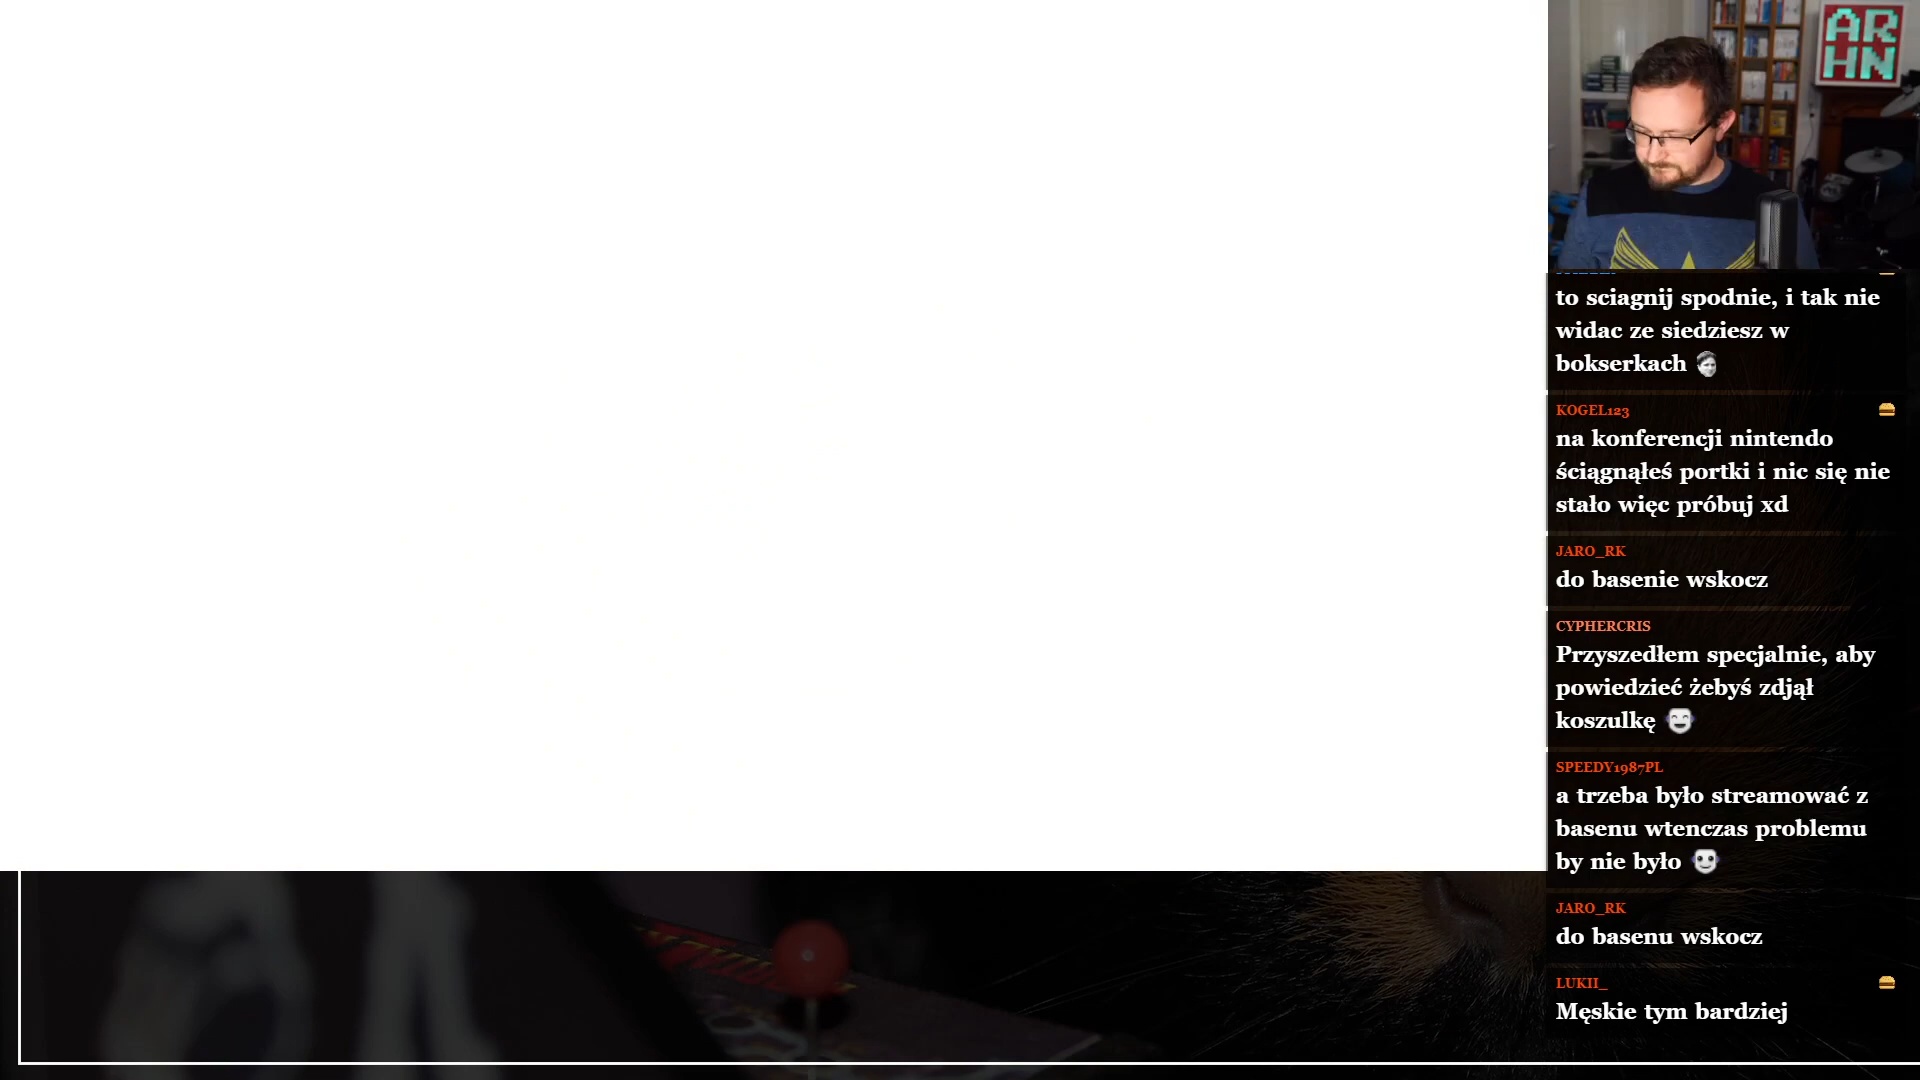 AR
HN
to sciagnij spodnie, i tak nie
widac ze siedziesz w
bokserkach
KOGEL123
na konferencji nintendo
ściągnąłeś portki i nic się nie
stało więc próbuj xd
JARO_RK
do basenie wskocz
CYPHERCRIS
Przyszedłem specjalnie, aby
powiedzieć żebyś zdjął
koszulkę
SPEEDY1987PL
a trzeba było streamować z
basenu wtenczas problemu
by nie było
JARO_RK
do basenu wskocz
LUKII_
Męskie tym bardziej